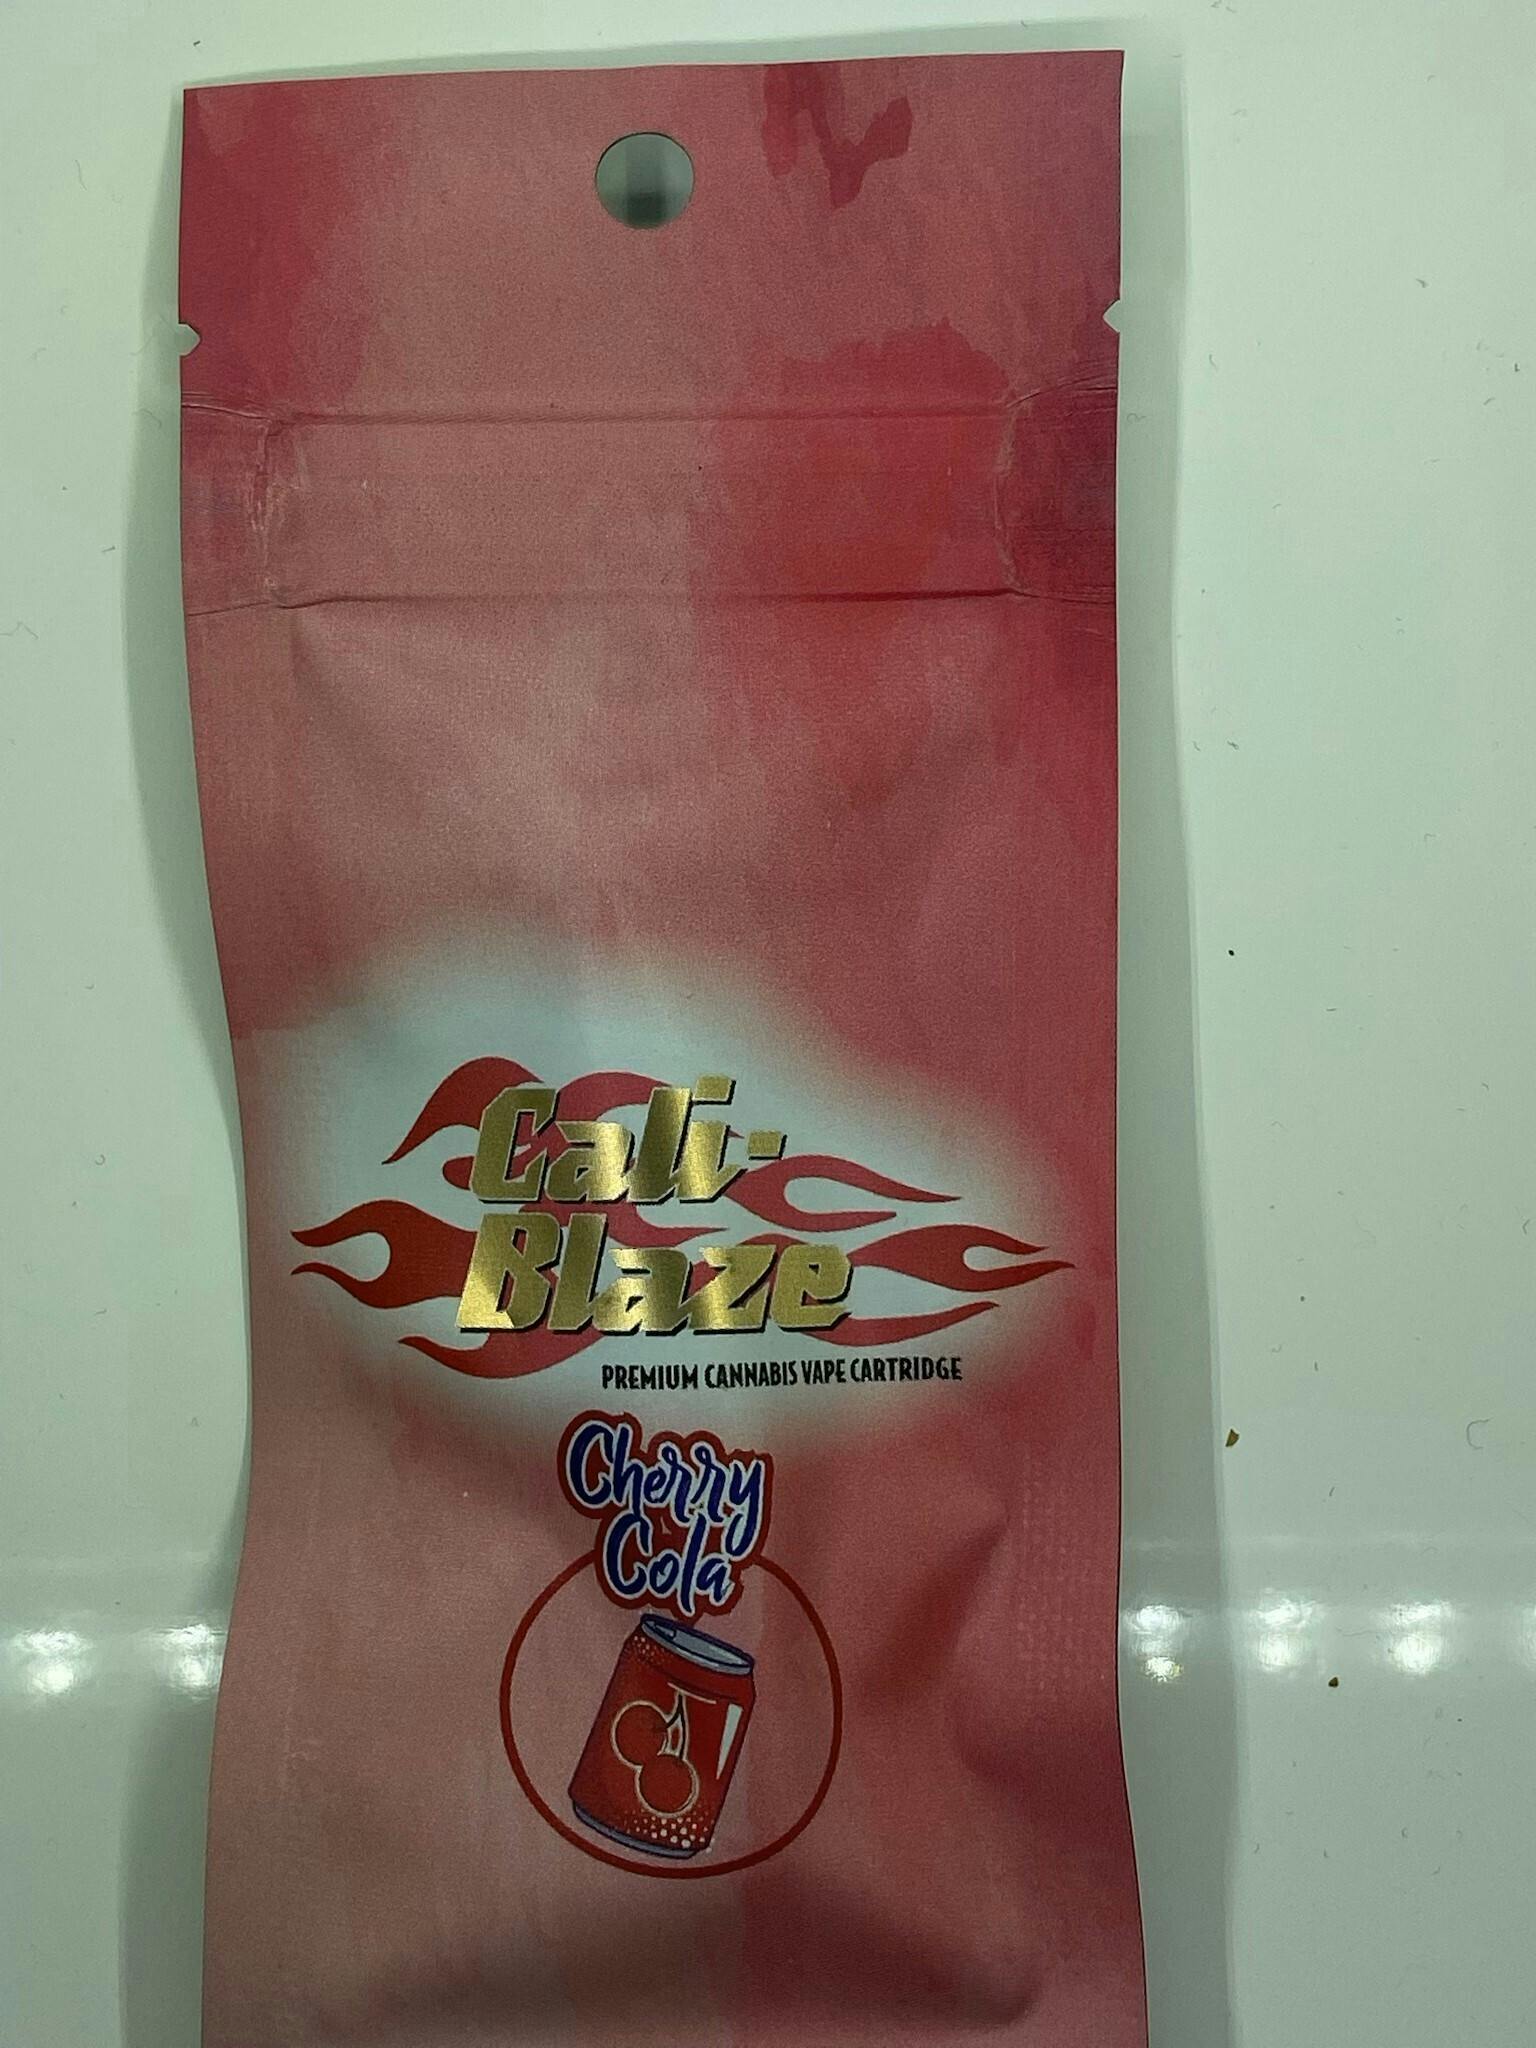 Cali-
Blaze
PREMIUM CANNABIS VAPE CARTRIDGE
Cherry
Cola